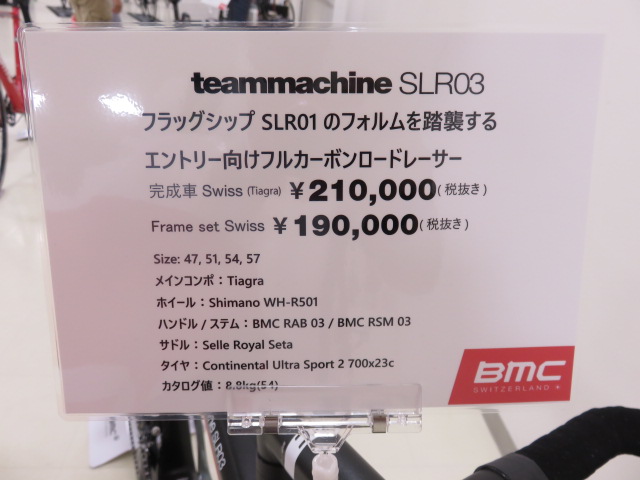 teammachine SLR03
フラッグシップ SLR01 のフォルムを踏襲する
エントリー向けフルカーボンロードレーサー
完成車 Swiss (Tiagra) ¥210,000(税抜き)
Frame set Swiss ¥190,000(税抜き)
Size: 47, 51, 54, 57
メインコンポ：Tiagra
ホイール：Shimano WH-R501
ハンドル / ステム：BMC RAB 03 / BMC RSM 03
サドル：Selle Royal Seta
タイヤ：Continental Ultra Sport 2 700x23c
カタログ値：8.8kg(54)
BMC
SWITZERLAND
SLR03